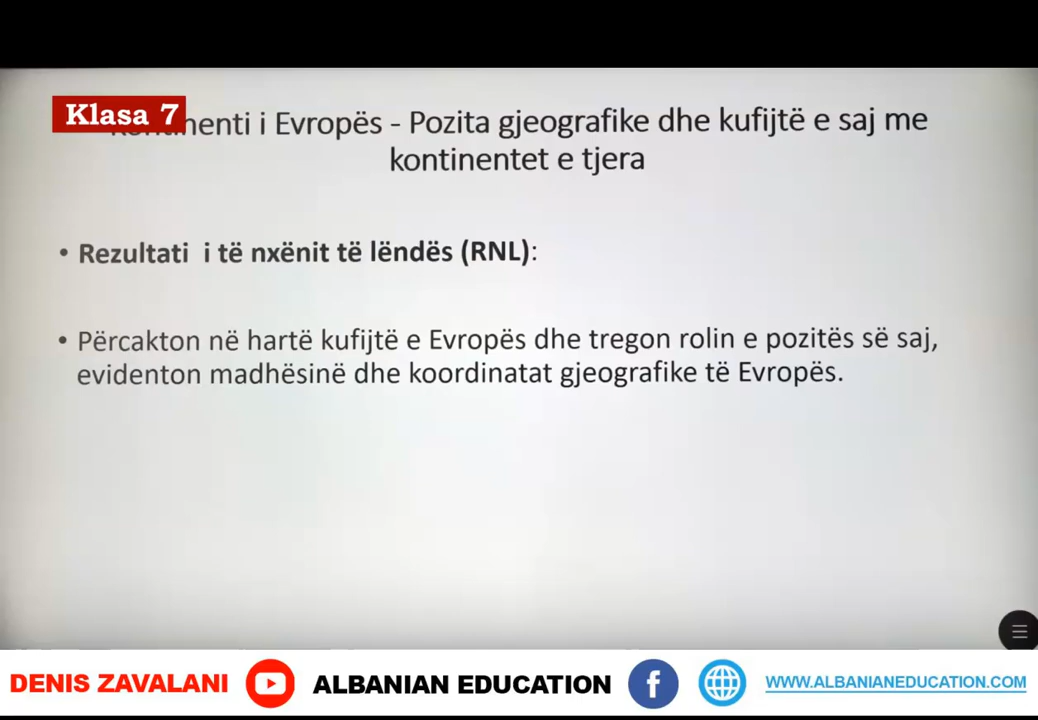 Klasa 7
i Evropës - Pozita gjeografike dhe kufijtë e saj me
kontinentet e tjera
• Rezultati i të nxënit të lëndës (RNL):
• Përcakton në hartë kufijtë e Evropës dhe tregon rolin e pozitës së saj,
evidenton madhësinë dhe koordinatat gjeografike të Evropës.
DENIS ZAVALANI
ALBANIAN EDUCATION
f
WWW.ALBANIANEDUCATION.COM